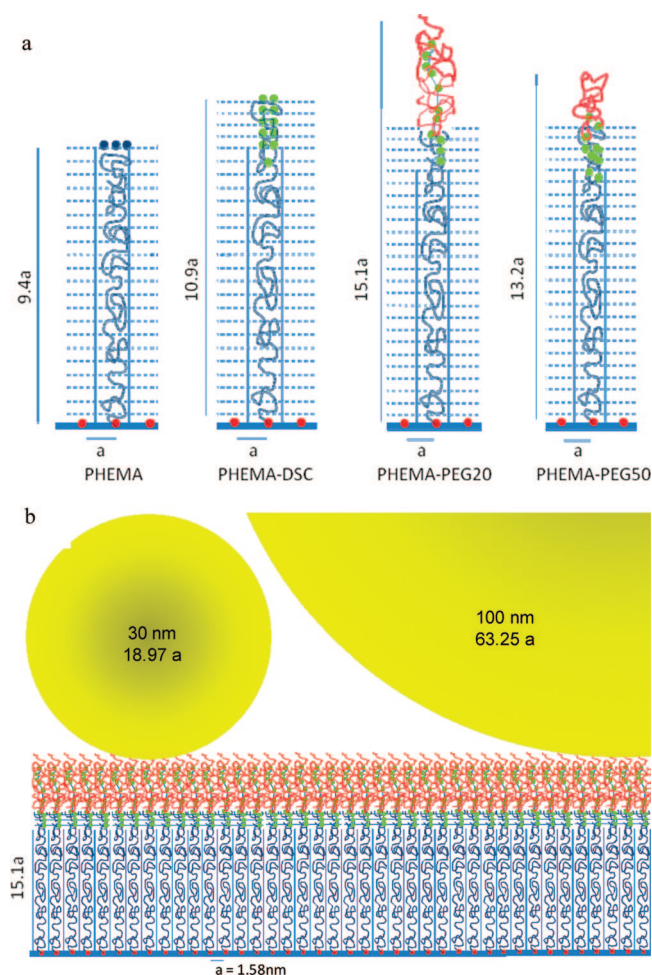 a
9.4a
a
PHEMA
10.9a
a
PHEMA-DSC
15.1a
a
PHEMA-PEG20
13.2a
a
PHEMA-PEG50
b
30 nm
18.97 a
100 nm
63.25 a
15.1a
a = 1.58nm